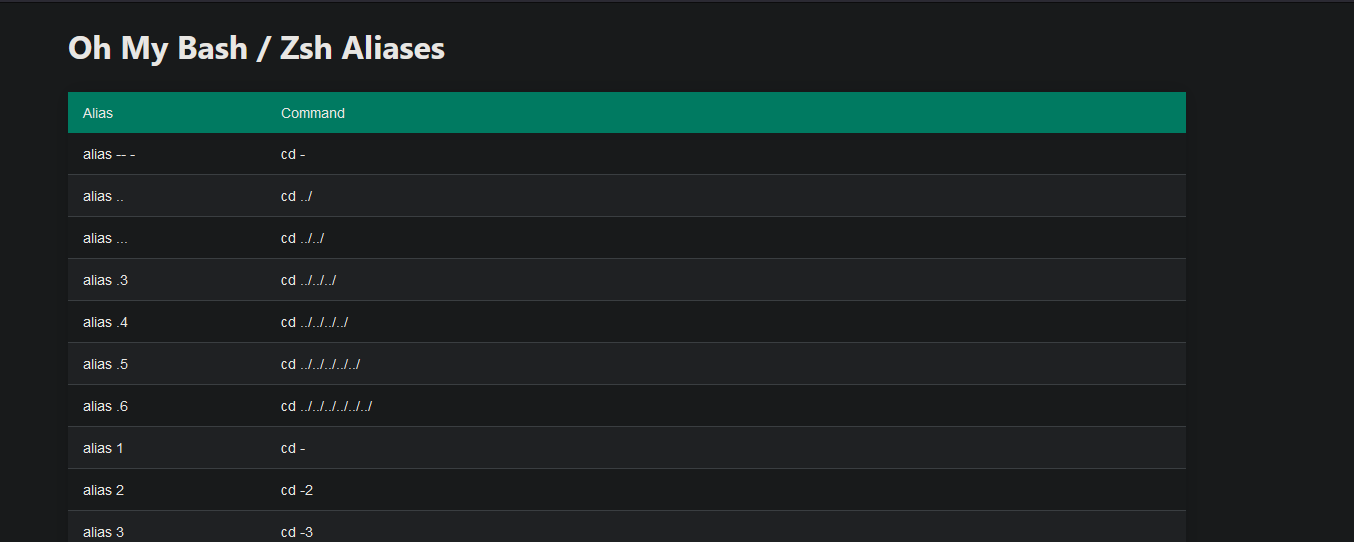 Oh My Bash / Zsh Aliases
Alias Command
alias -- - cd -
alias .. cd ../
alias ... cd ../../
alias .3 cd ../../../
alias .4 cd ../../../../
alias .5 cd ../../../../../
alias .6 cd ../../../../../../
alias 1 cd -
alias 2 cd -2
alias 3 cd -3